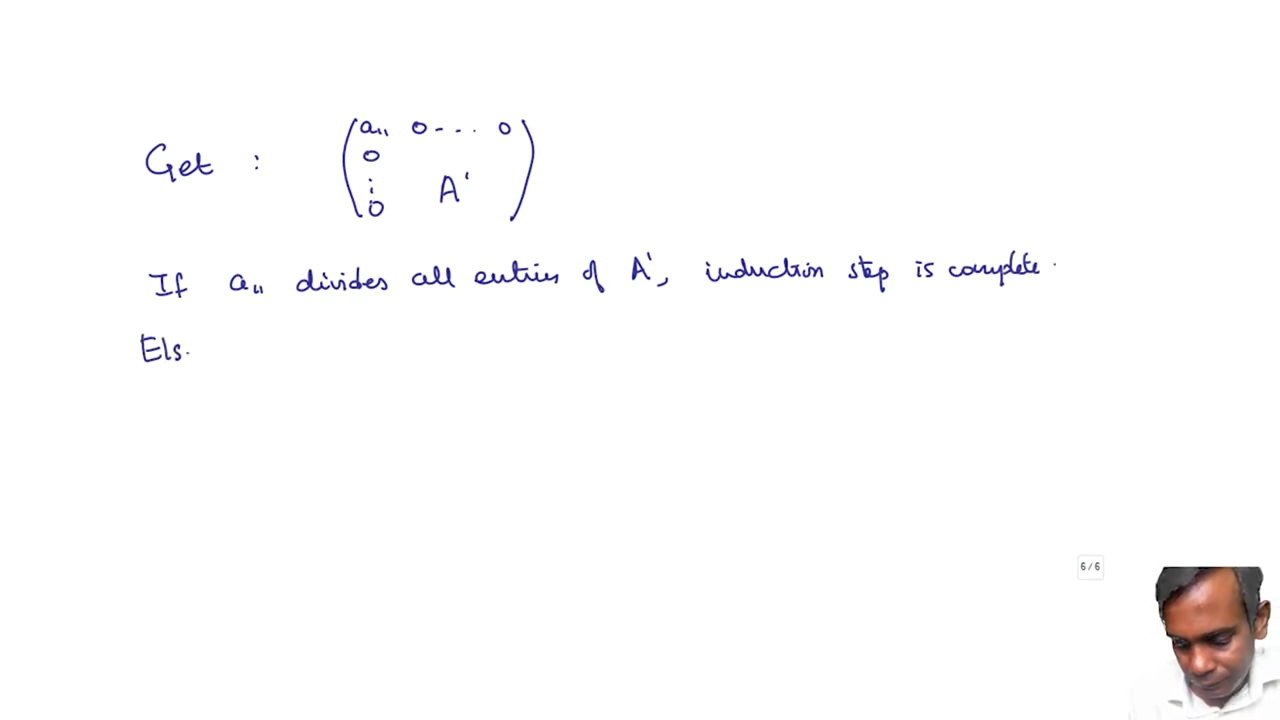 Get :
a₁₁ 0 - - . . 0
0
⋮ A'
0
If a₁₁ divides all entries of A', induction step is complete.
Els.
6 / 6